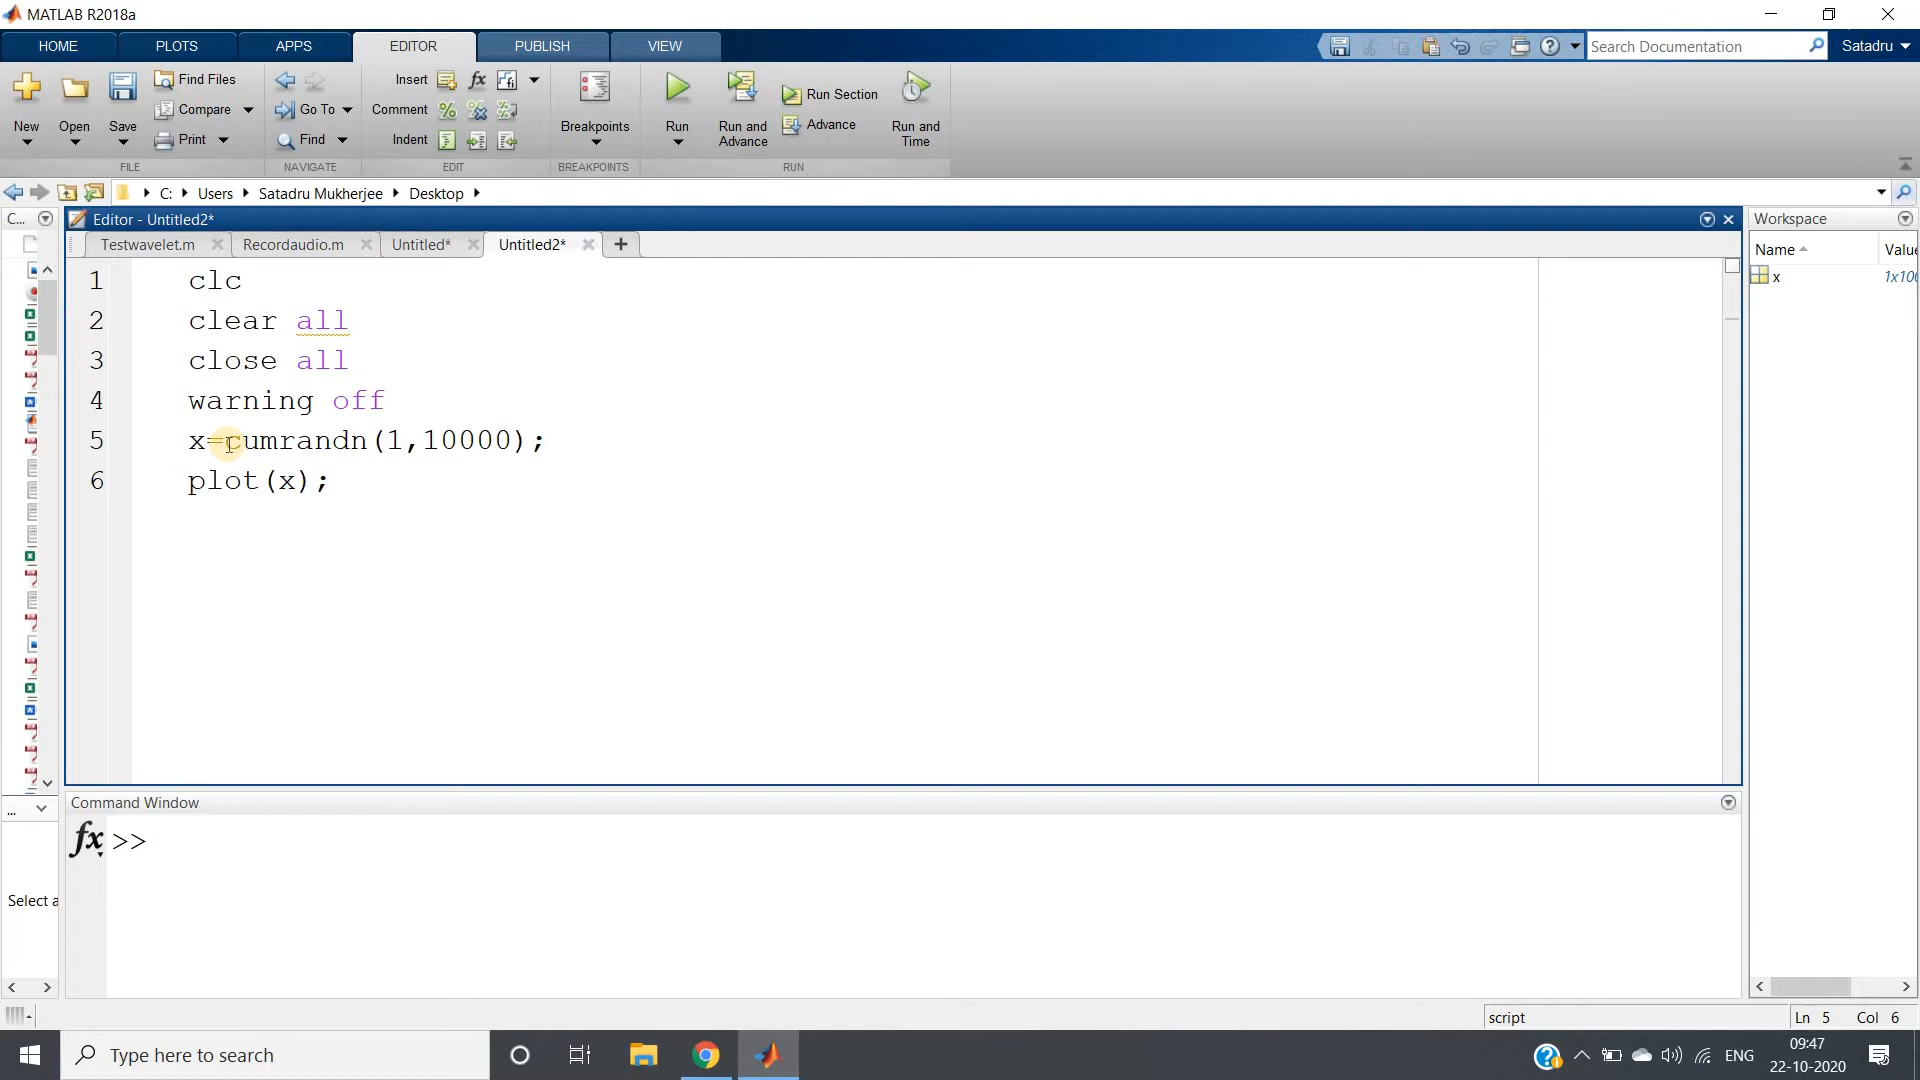 MATLAB R2018a
HOME PLOTS APPS EDITOR PUBLISH VIEW
Search Documentation Satadru
New Open Save Find Files Compare Print
Go To Find
Insert fx
Comment
Indent
Breakpoints
Run
Run and Advance
Run Section
Advance
Run and Time
FILE NAVIGATE EDIT BREAKPOINTS RUN
C: Users Satadru Mukherjee Desktop
C...
Editor - Untitled2*
Workspace
Testwavelet.m Recordaudio.m Untitled* Untitled2*
Name Value
x 1x100
1 clc
2 clear all
3 close all
4 warning off
5 x=cumrandn(1,10000);
6 plot(x);
Command Window
...
fx >>
Select a
script
Ln 5 Col 6
Type here to search
ENG
09:47
22-10-2020